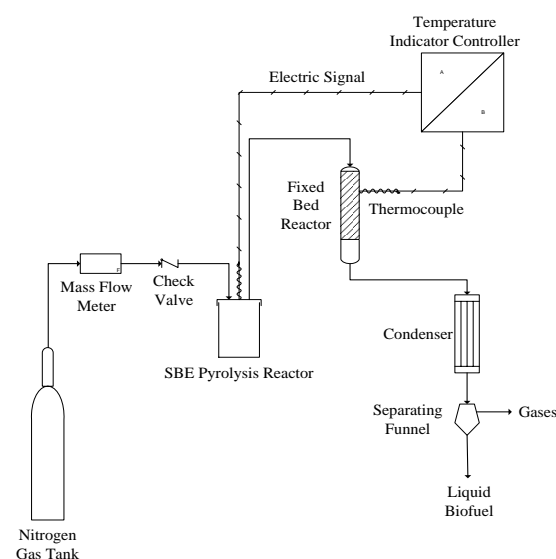 Temperature
Indicator Controller
A
B
Electric Signal
Fixed
Bed
Reactor
Thermocouple
Mass Flow
Meter
F
Check
Valve
SBE Pyrolysis Reactor
Condenser
Separating
Funnel
Gases
Liquid
Biofuel
Nitrogen
Gas Tank